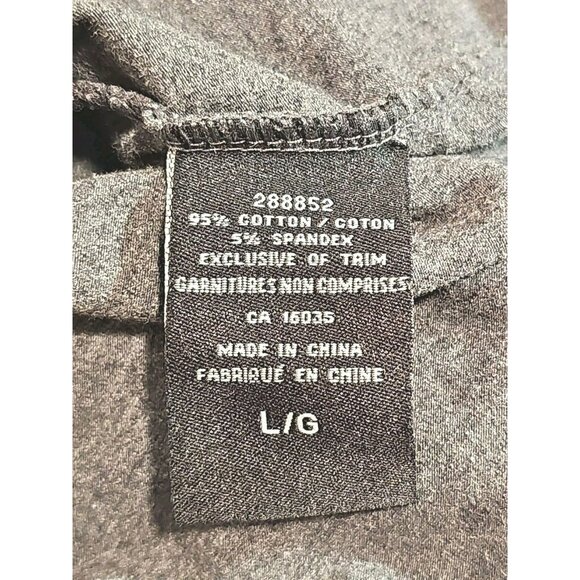 288852
95% COTTON / COTON
5% SPANDEX
EXCLUSIVE OF TRIM
GARNITURES NON COMPRISES
CA 16035
MADE IN CHINA
FABRIQUÉ EN CHINE
L/G